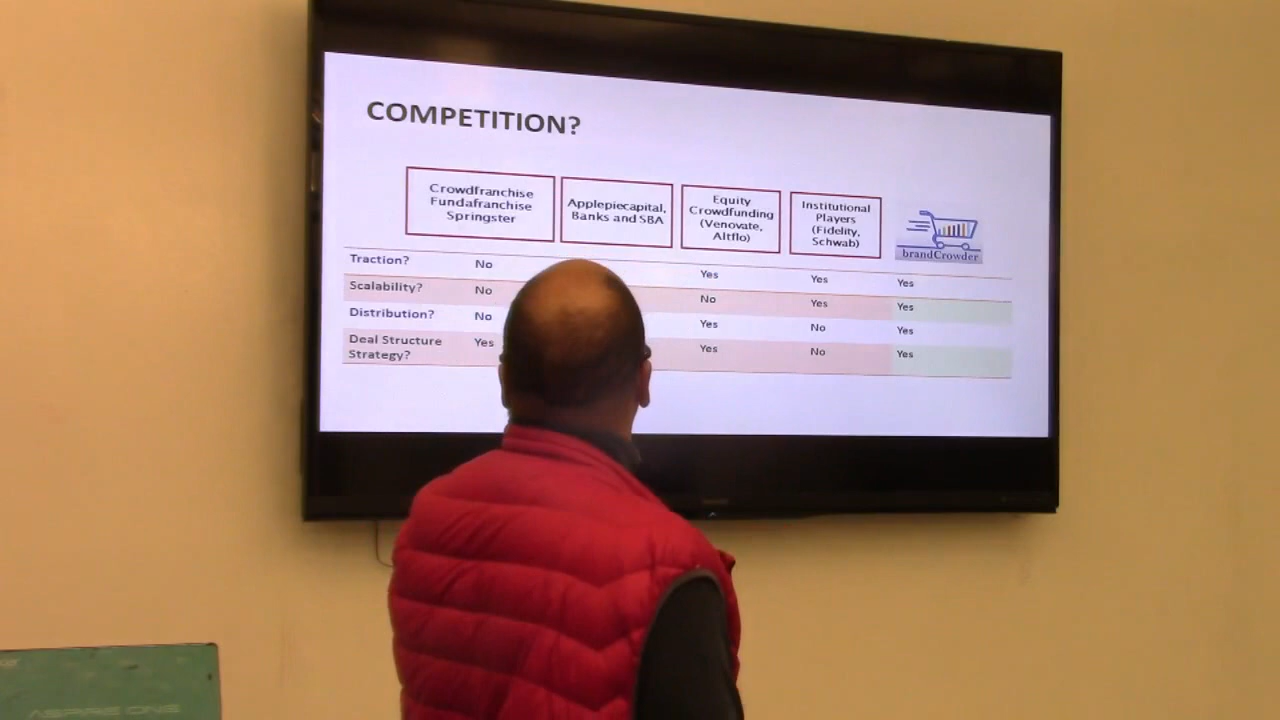 COMPETITION?
Crowdfranchise
Fundafranchise
Springster
Applepiecapital,
Banks and SBA
Equity
Crowdfunding
(Venovate,
Altflo)
Institutional
Players
(Fidelity,
Schwab)
brandCrowder
Traction? No Yes Yes Yes
Scalability? No No Yes Yes
Distribution? No Yes No Yes
Deal Structure Yes Yes No Yes
Strategy?
ASPIRE ONE